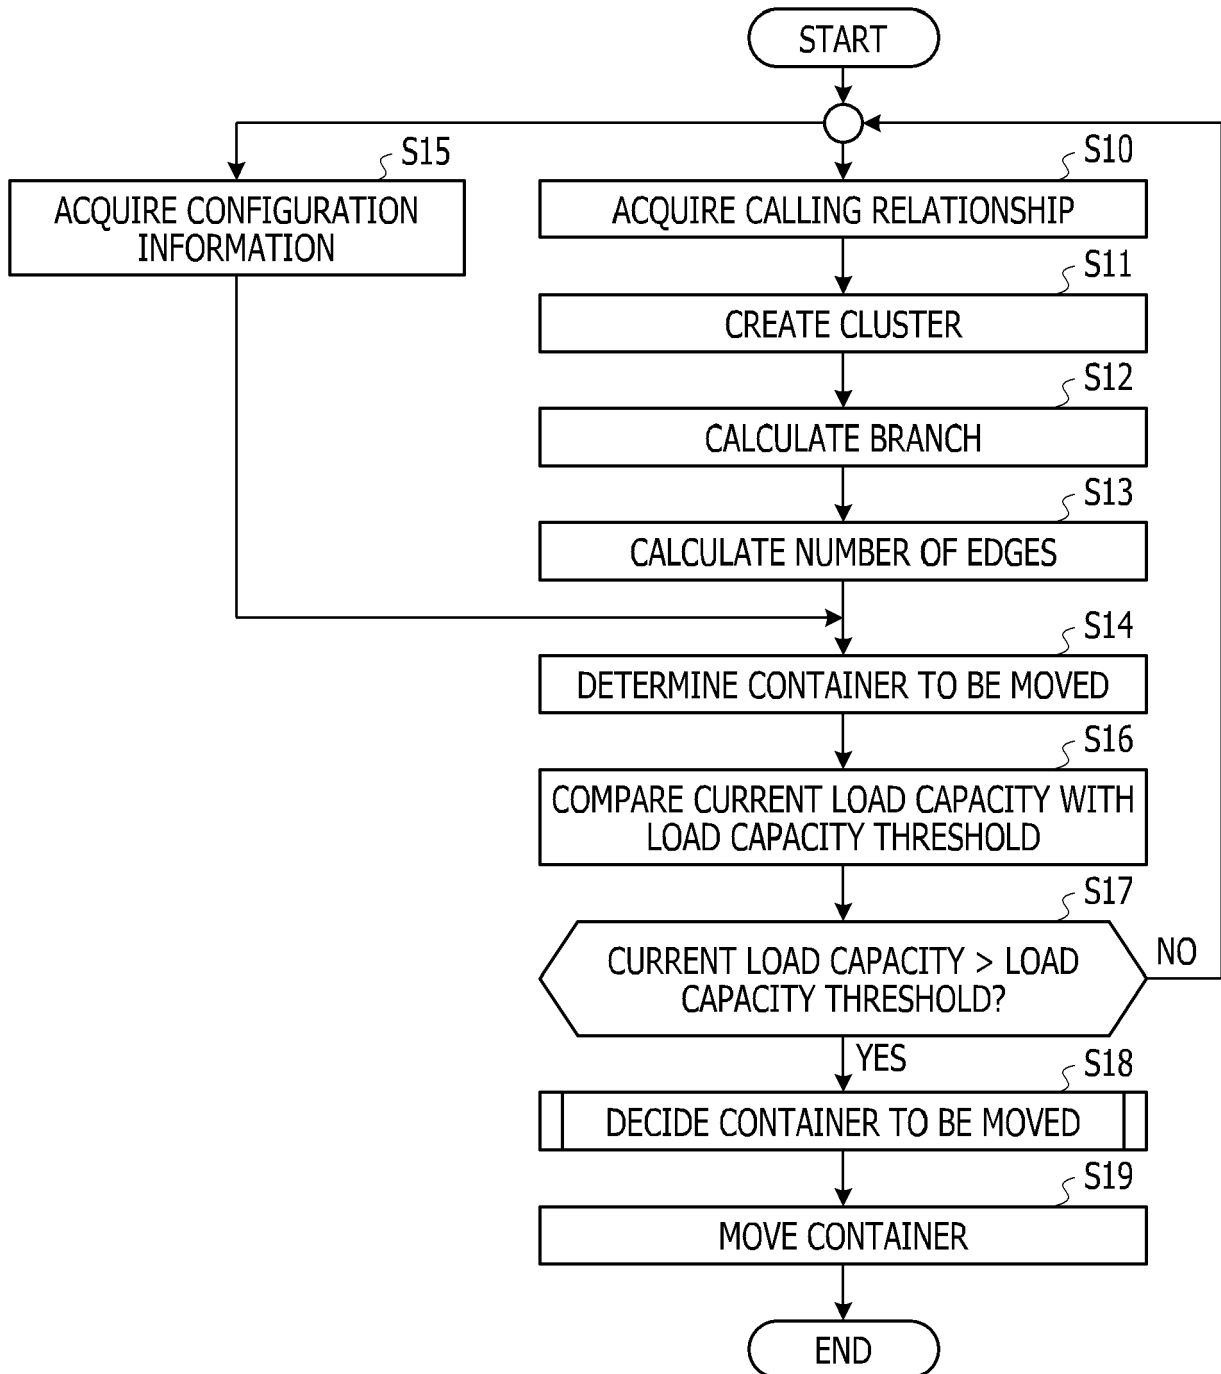 START
S15
ACQUIRE CONFIGURATION
INFORMATION
S10
ACQUIRE CALLING RELATIONSHIP
S11
CREATE CLUSTER
S12
CALCULATE BRANCH
S13
CALCULATE NUMBER OF EDGES
S14
DETERMINE CONTAINER TO BE MOVED
S16
COMPARE CURRENT LOAD CAPACITY WITH
LOAD CAPACITY THRESHOLD
S17
CURRENT LOAD CAPACITY > LOAD
CAPACITY THRESHOLD?
NO
YES
S18
DECIDE CONTAINER TO BE MOVED
S19
MOVE CONTAINER
END